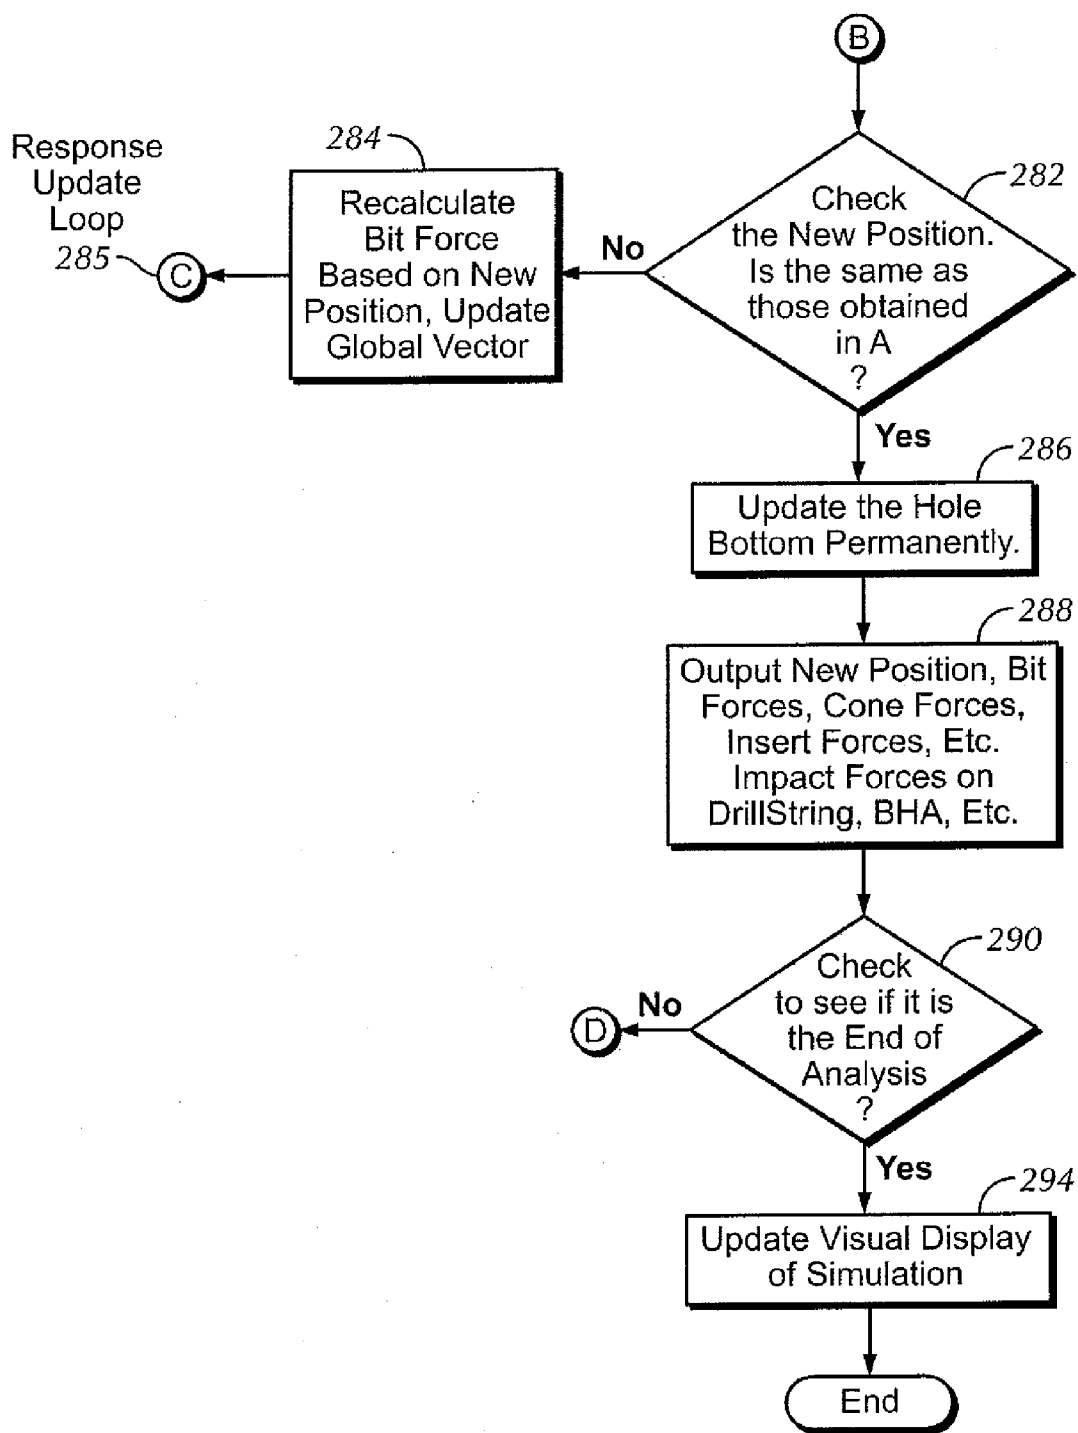 B
Response
Update
Loop
285
C
284
Recalculate
Bit Force
Based on New
Position, Update
Global Vector
No
282
Check
the New Position.
Is the same as
those obtained
in A
?
Yes
286
Update the Hole
Bottom Permanently.
288
Output New Position, Bit
Forces, Cone Forces,
Insert Forces, Etc.
Impact Forces on
DrillString, BHA, Etc.
290
Check
to see if it is
the End of
Analysis
?
No
D
Yes
294
Update Visual Display
of Simulation
End